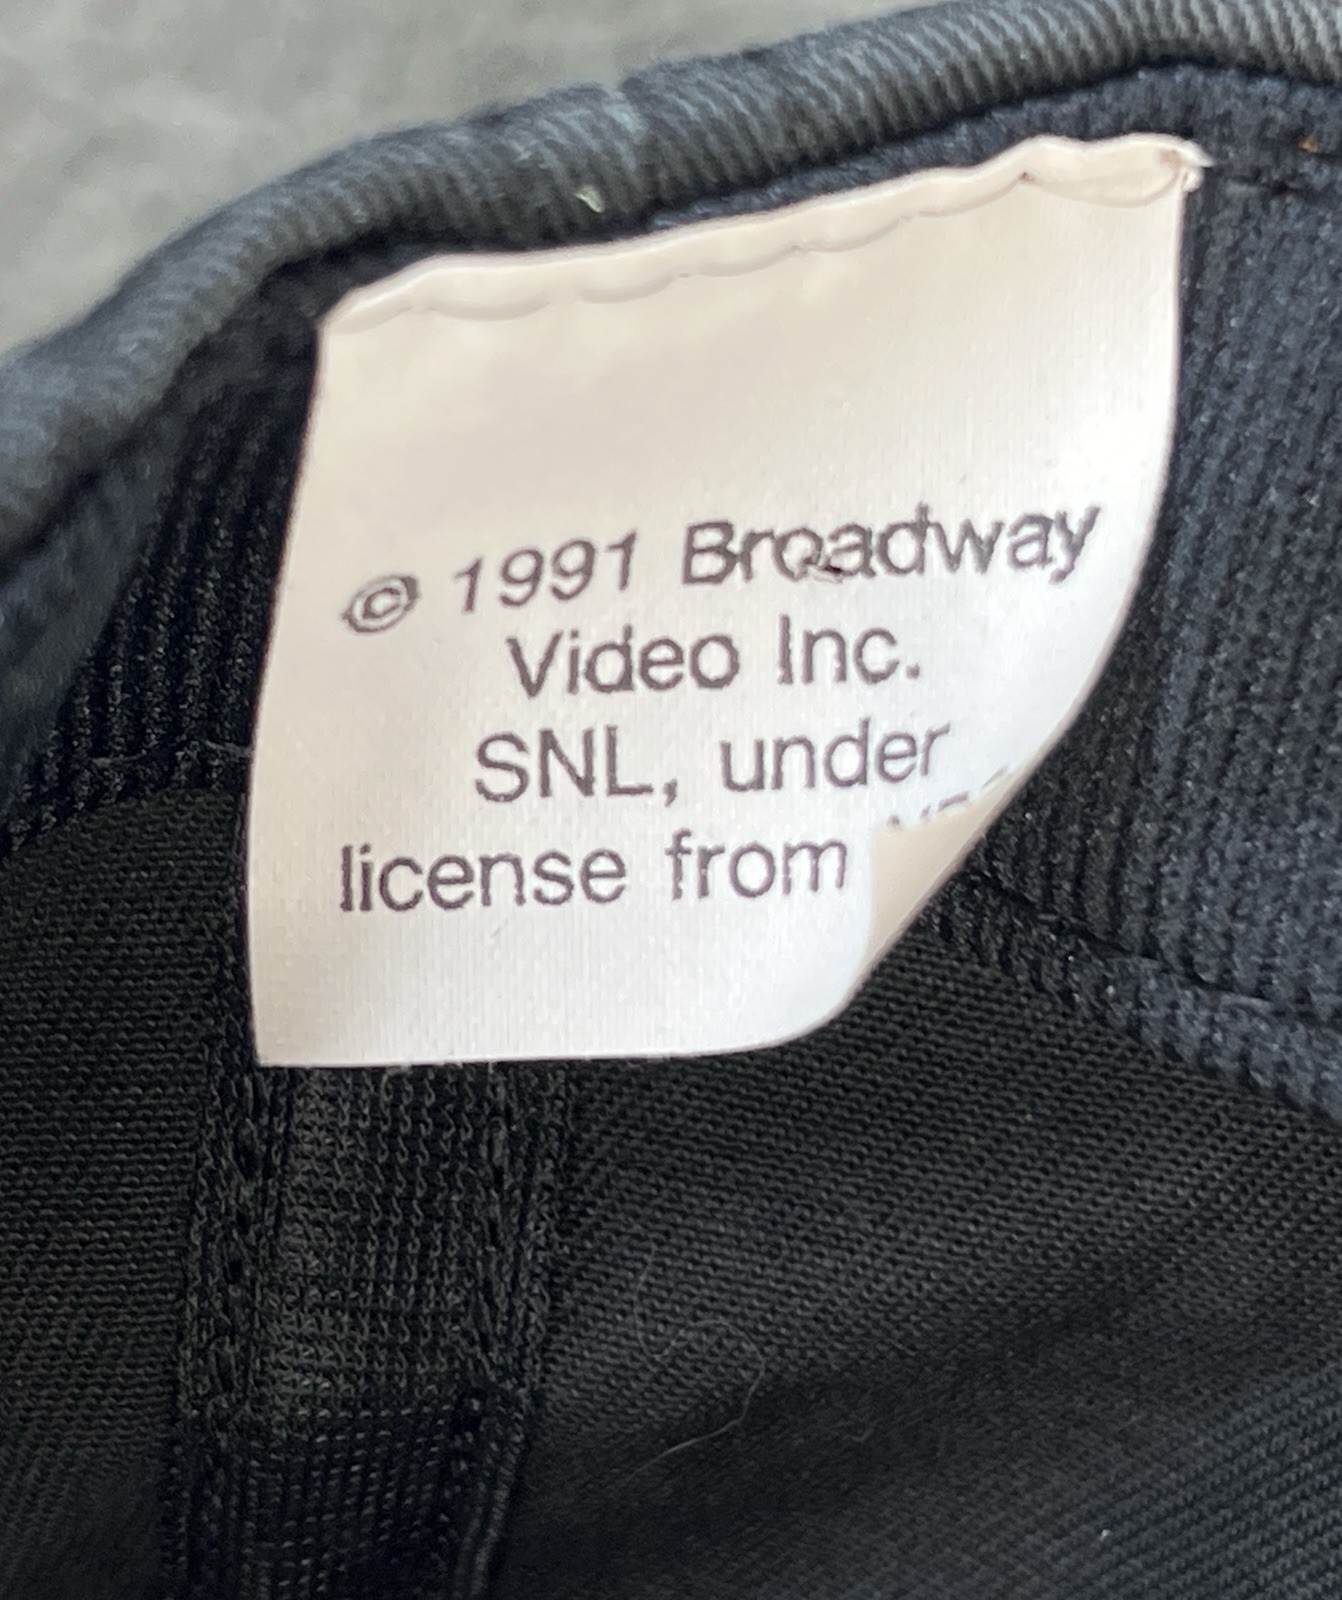 © 1991 Broadway
Video Inc.
SNL, under
license from